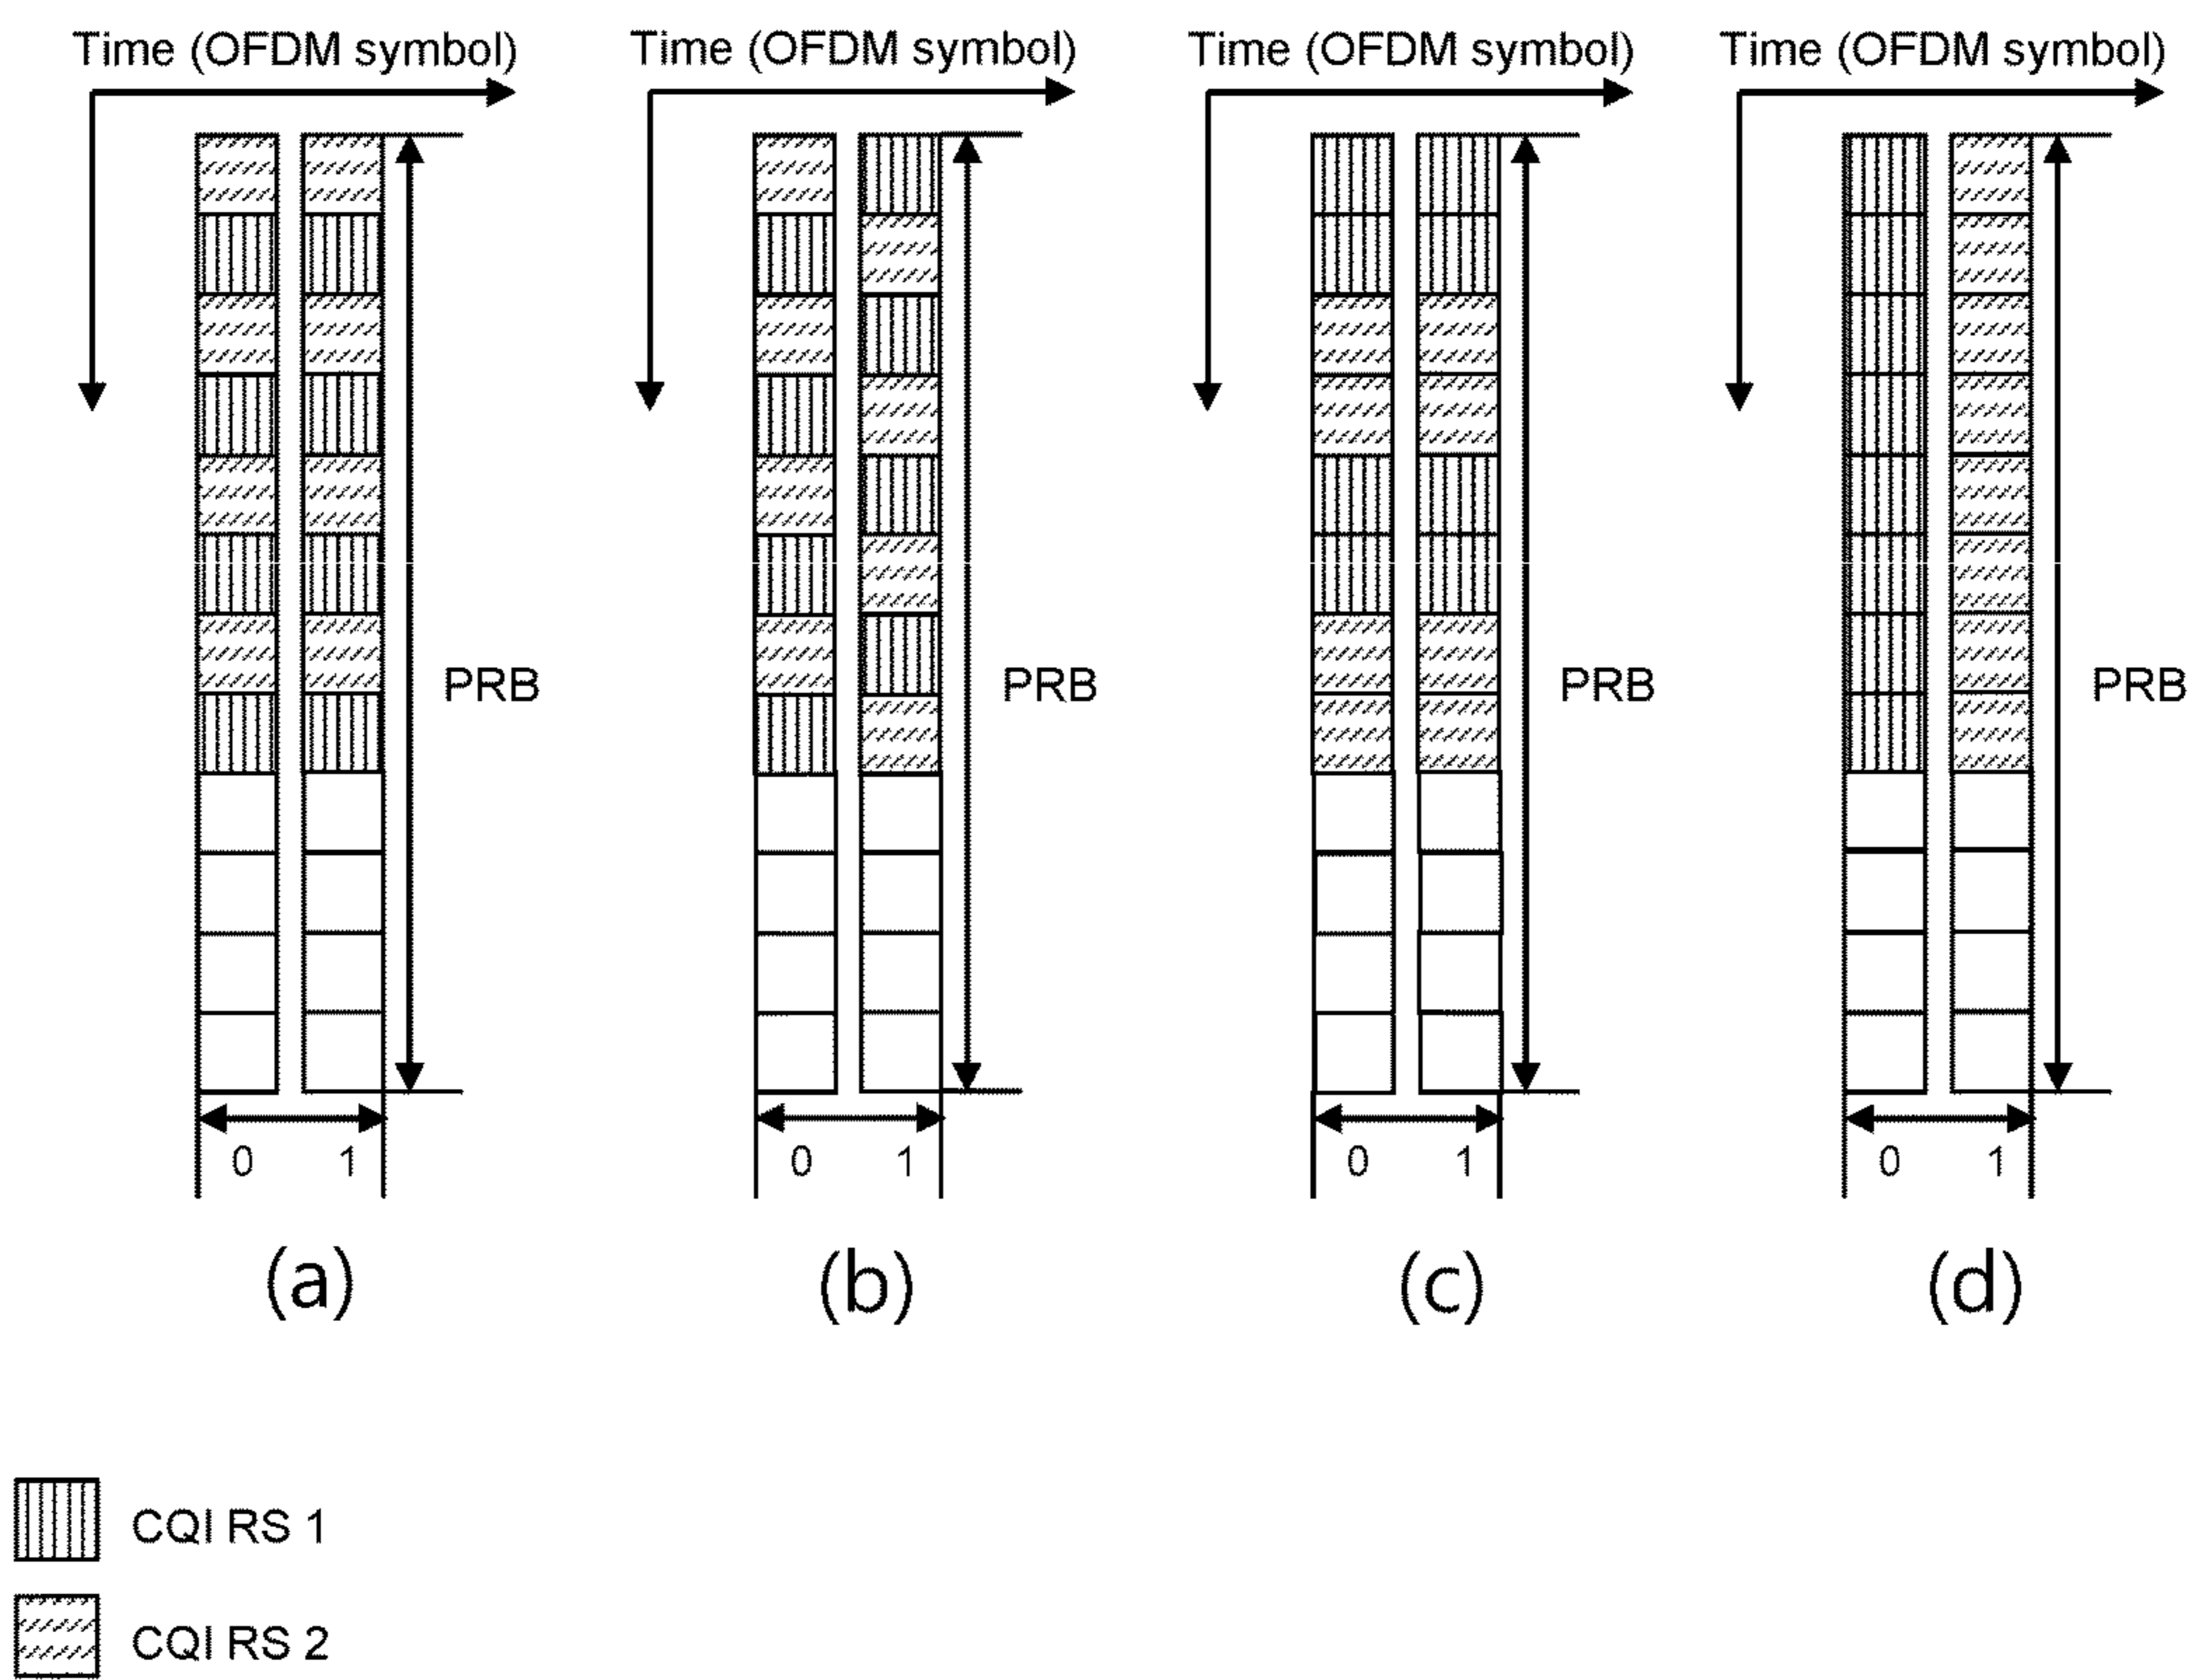 Time (OFDM symbol) Time (OFDM symbol) Time (OFDM symbol) Time (OFDM symbol)
PRB PRB PRB PRB
0 1 0 1 0 1 0 1
(a) (b) (c) (d)
CQI RS 1
CQI RS 2